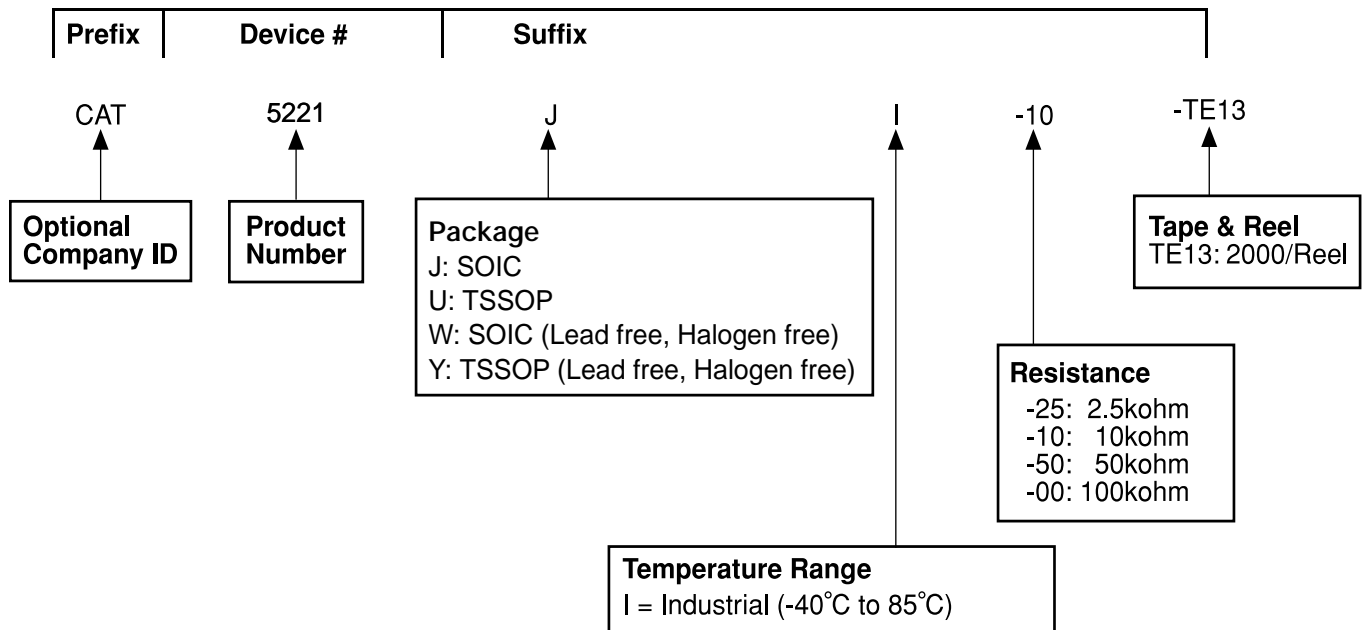 Prefix Device # Suffix
CAT 5221 J I -10 -TE13
Optional
Company ID
Product
Number
Package
J: SOIC
U: TSSOP
W: SOIC (Lead free, Halogen free)
Y: TSSOP (Lead free, Halogen free)
Tape & Reel
TE13: 2000/Reel
Resistance
-25: 2.5kohm
-10: 10kohm
-50: 50kohm
-00: 100kohm
Temperature Range
I = Industrial (-40°C to 85°C)